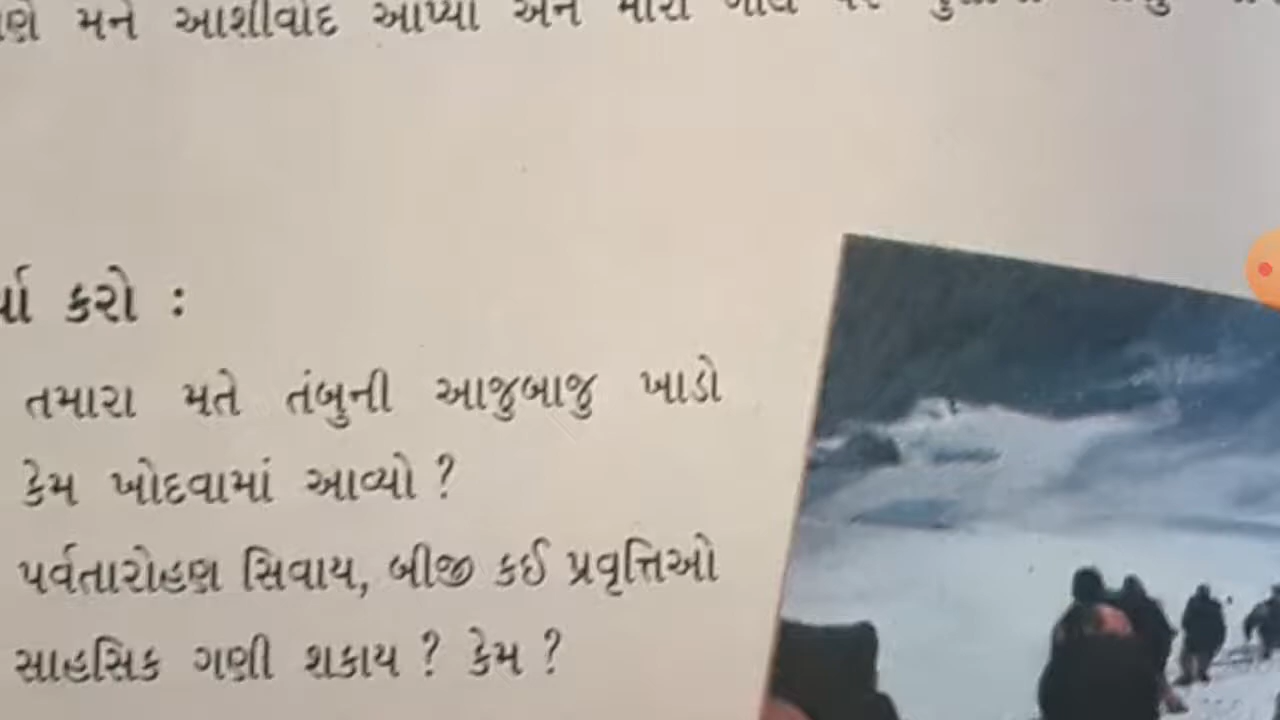 મને આશીર્વાદ આપ્યા અને મારા
કરો :
તમારા મતે તંબુની આજુબાજુ ખાડો
કેમ ખોદવામાં આવ્યો ?
પર્વતારોહણ સિવાય, બીજી કઈ પ્રવૃત્તિઓ
સાહસિક ગણી શકાય ? કેમ ?